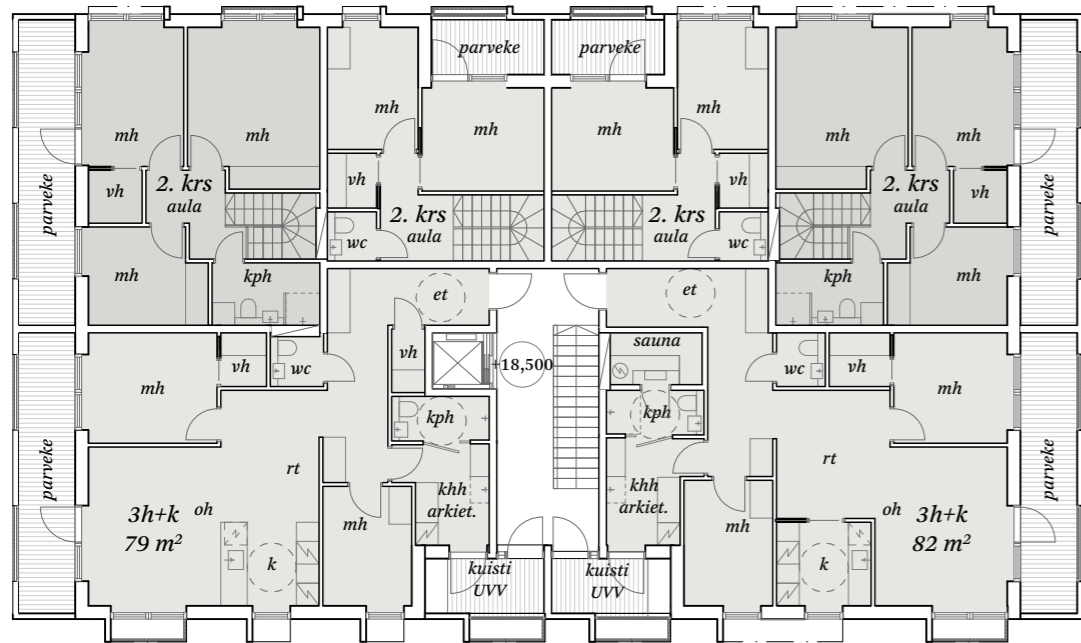 parveke
parveke
mh
mh
mh
mh
mh
mh
mh
mh
vh
2. krs
aula
vh
vh
2. krs
aula
vh
parveke
parveke
2. krs
aula
2. krs
aula
wc
wc
mh
kph
kph
mh
et
et
mh
vh
wc
vh
+18,500
sauna
wc
vh
mh
kph
kph
parveke
parveke
rt
rt
3h+k
79 m²
oh
mh
khh
arkiet.
khh
arkiet.
mh
oh
3h+k
82 m²
k
k
kuisti
UVV
kuisti
UVV